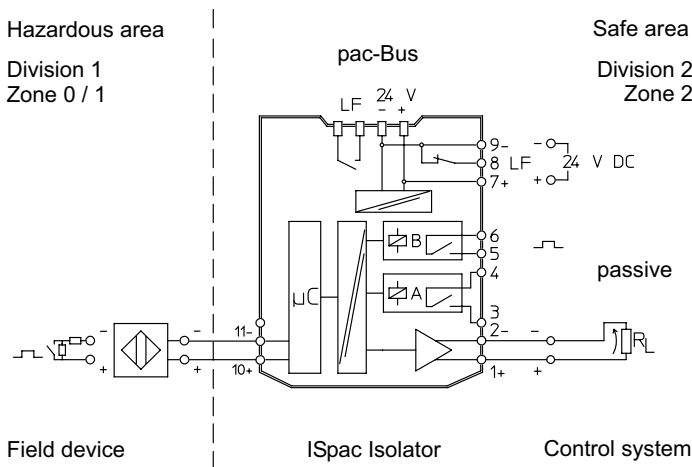 Hazardous area
Safe area
Division 1
Zone 0 / 1
pac-Bus
Division 2
Zone 2
LF 24 V
- +
9- -
8 LF 24 V DC
7+ +
6
B
5
4
passive
µC
A
3
- - 11- 2- - -
R L
+ + 10+ 1+ + +
Field device
ISpac Isolator
Control system